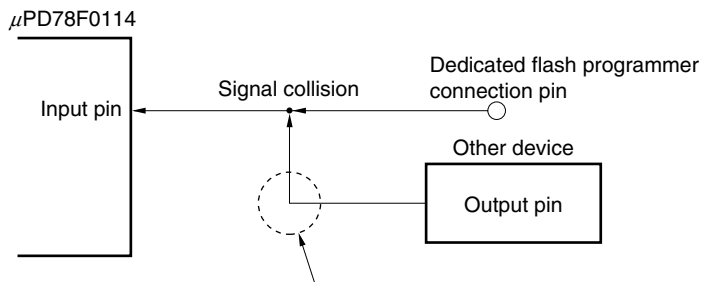 μPD78F0114
Dedicated flash programmer
connection pin
Signal collision
Input pin
Other device
Output pin